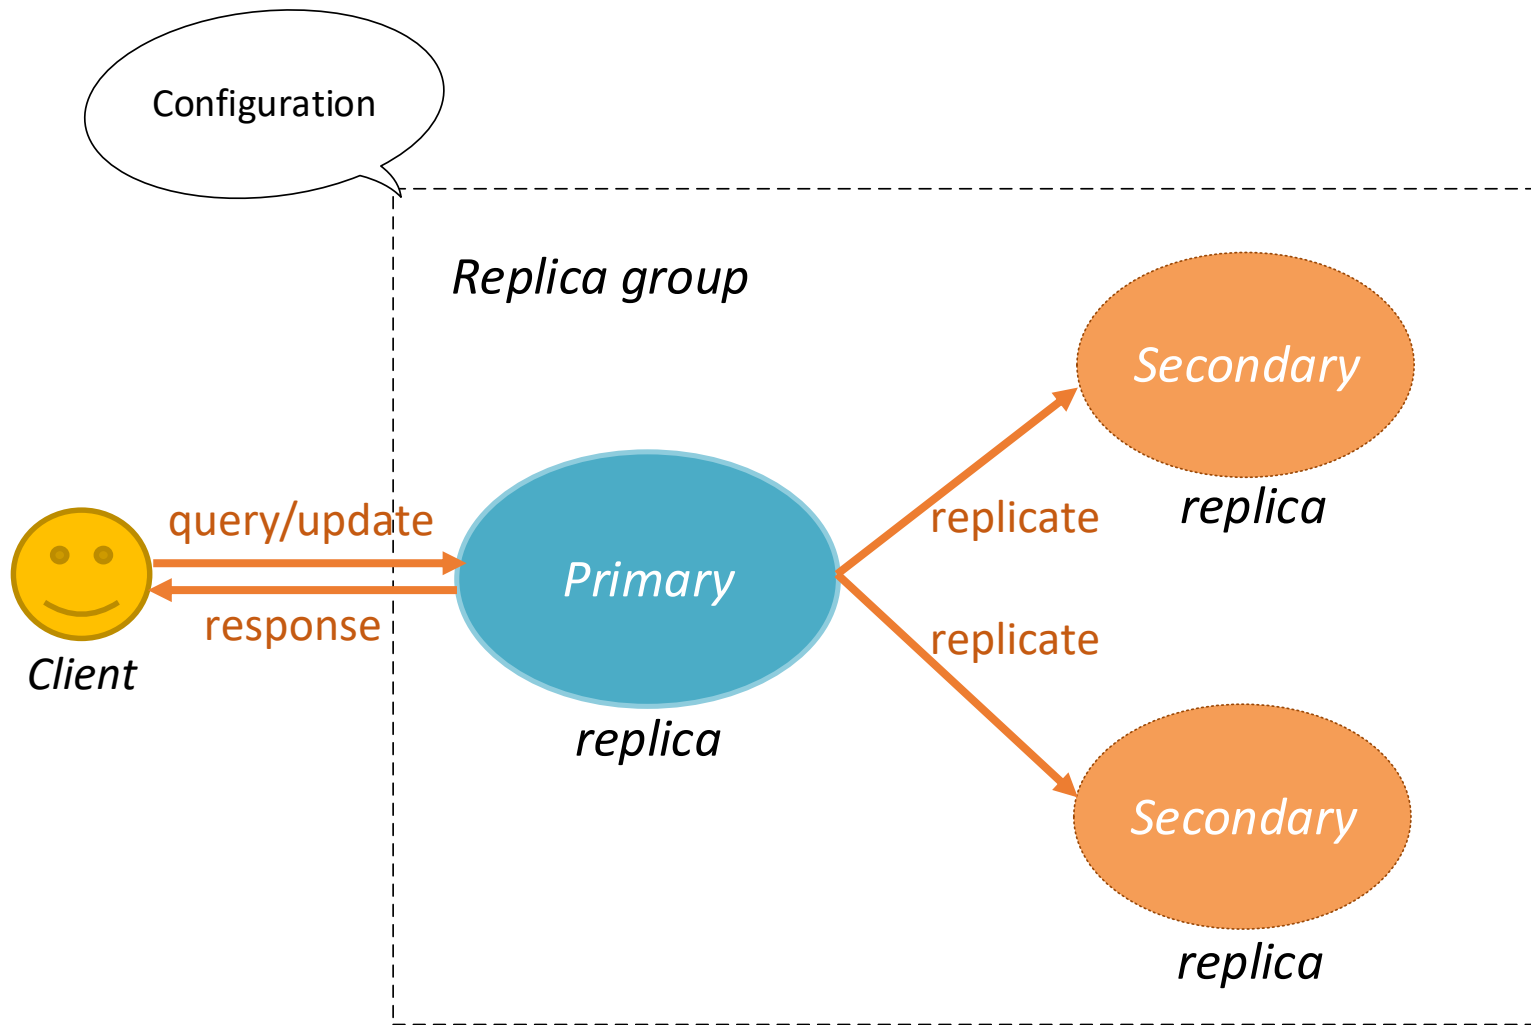 Configuration
Replica group
Secondary
replica
query/update
replicate
Primary
response
replicate
Client
replica
Secondary
replica